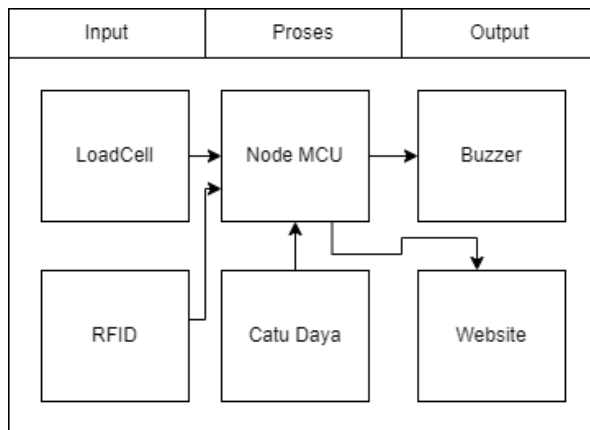 Input
Proses
Output
LoadCell
Node MCU
Buzzer
RFID
Catu Daya
Website